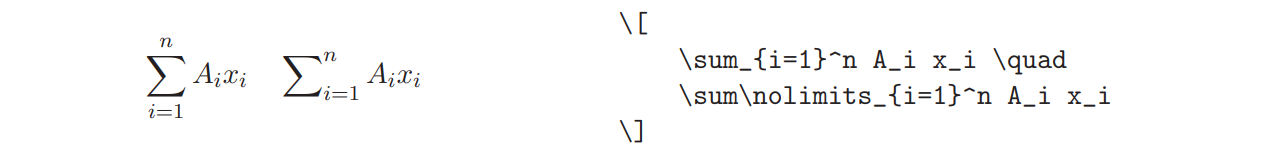 ∑_{i=1}^{n} A_i x_i   ∑_{i=1}^{n} A_i x_i
\[
\sum_{i=1}^n A_i x_i \quad
\sum\nolimits_{i=1}^n A_i x_i
\]